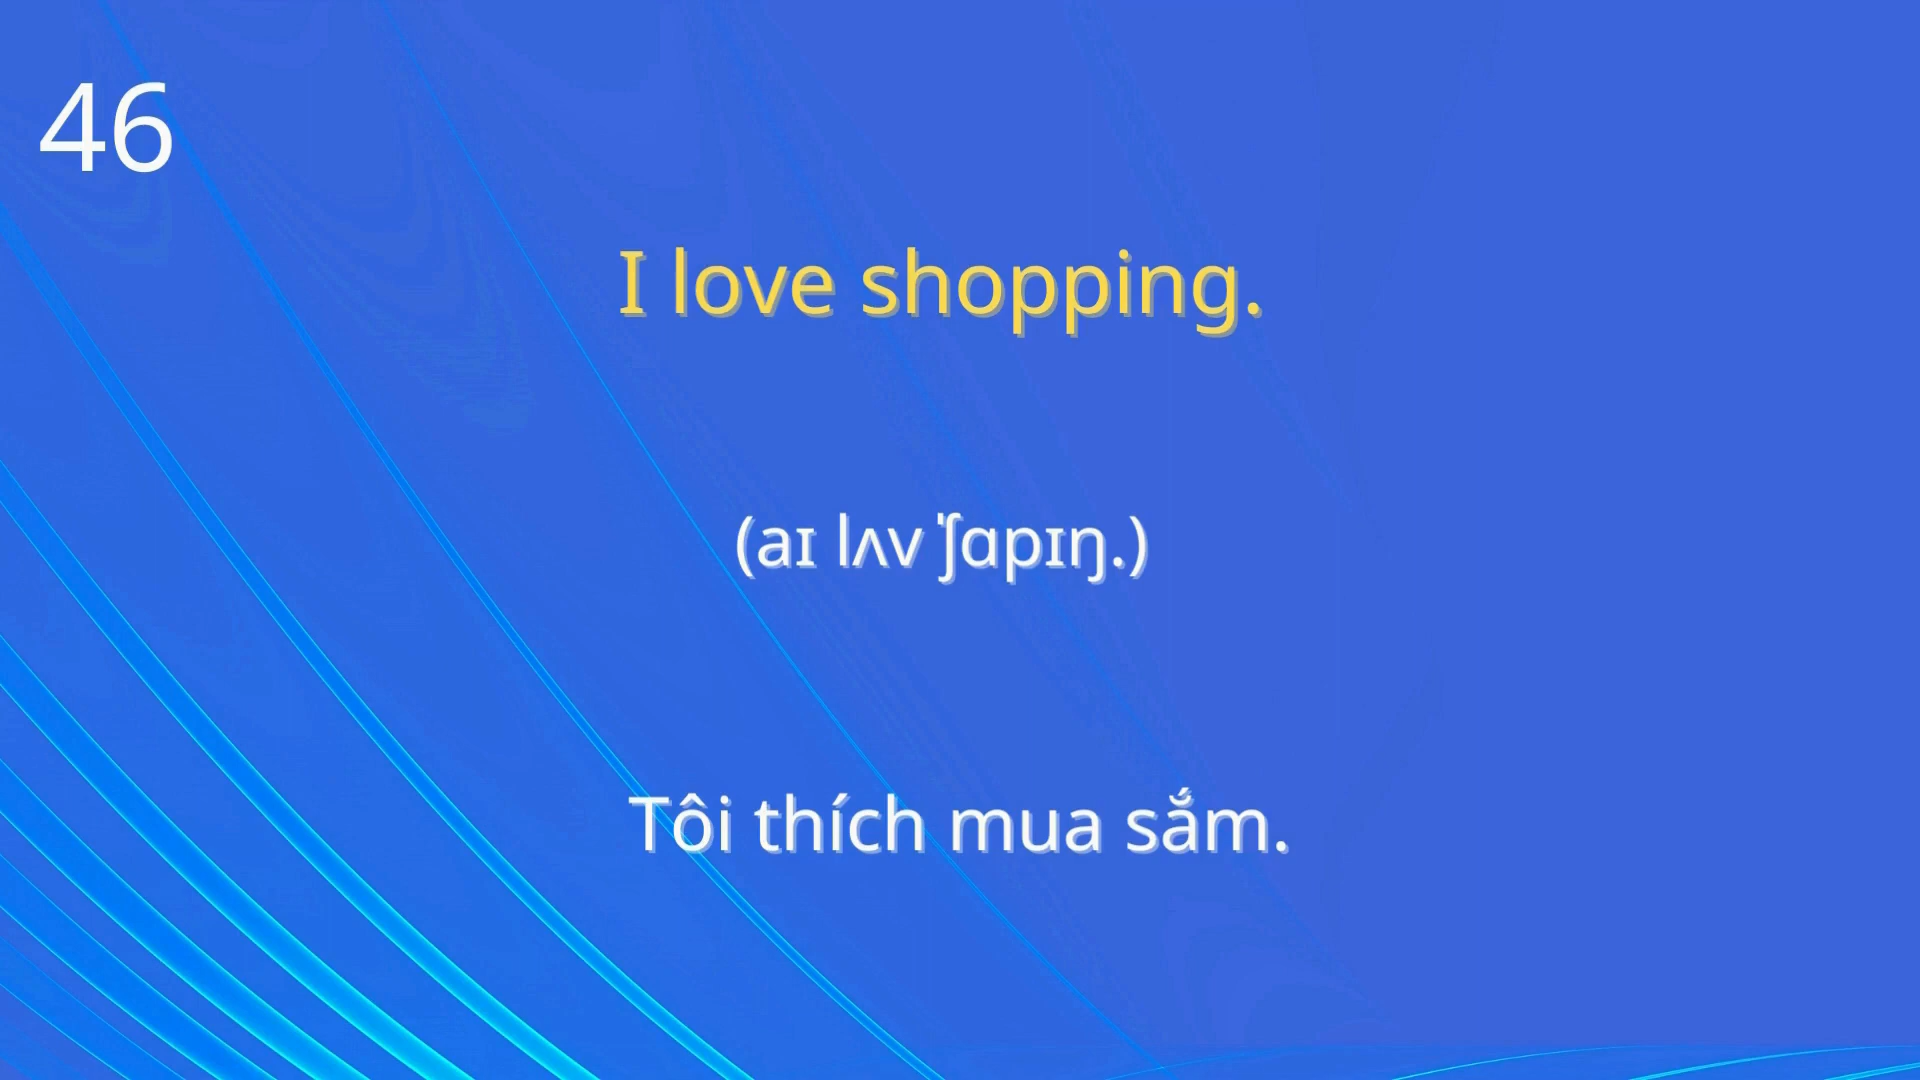 46
I love shopping.
(aɪ lʌv ˈʃɑpɪŋ.)
Tôi thích mua sắm.